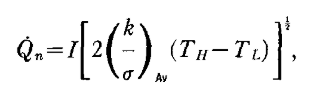 Q̇ₙ = I[2(k/σ)_Av (T_H − T_L)]^½,